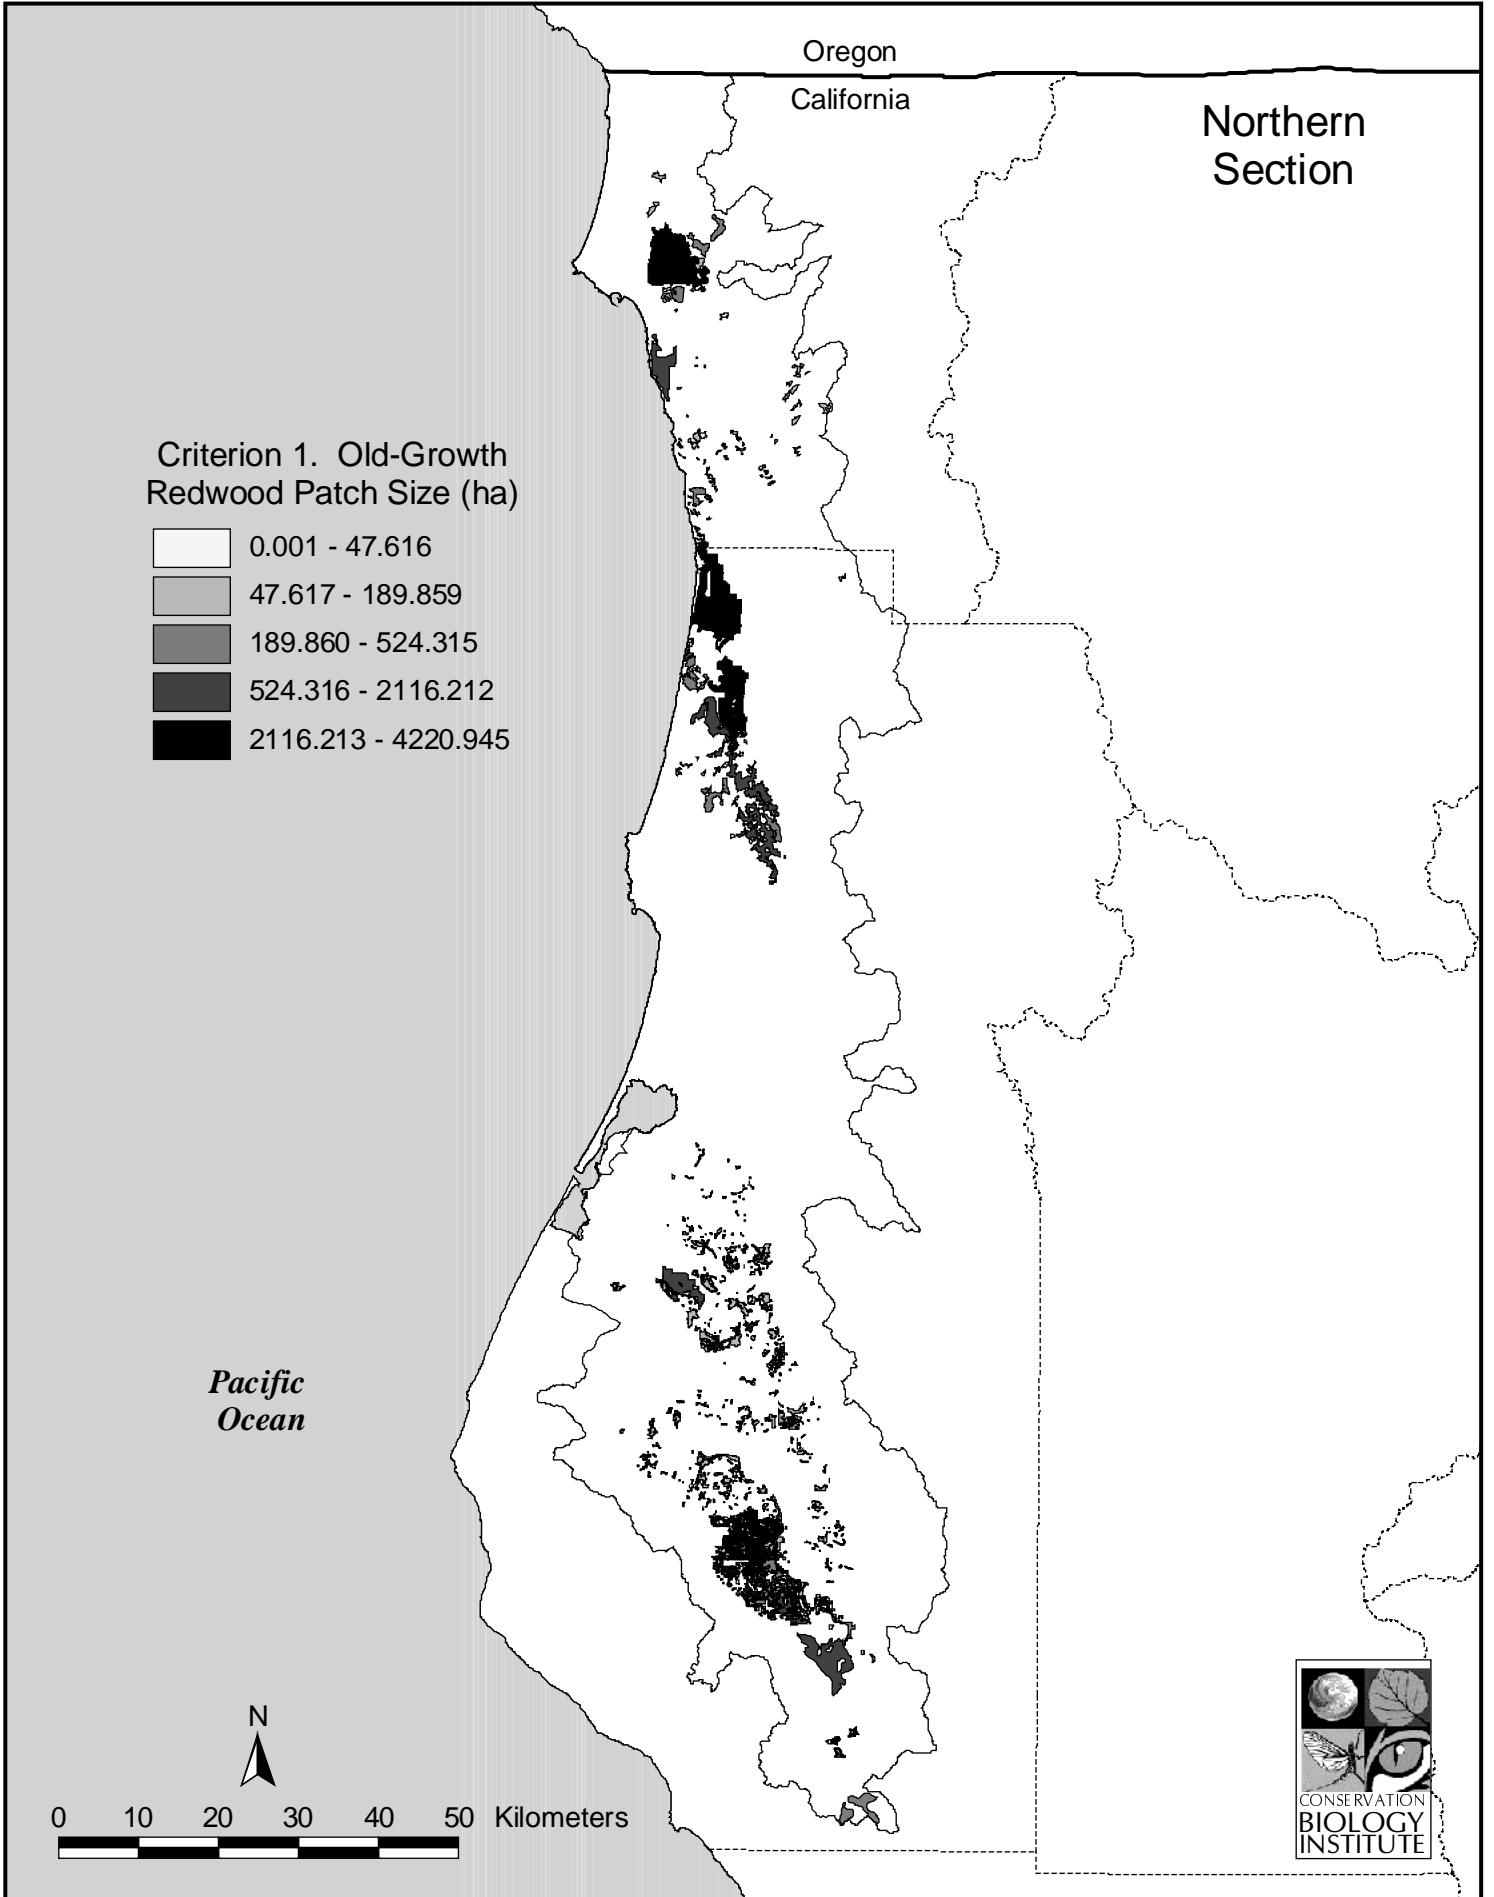 Oregon
California
Northern
Section
Criterion 1. Old-Growth
Redwood Patch Size (ha)
0.001 - 47.616
47.617 - 189.859
189.860 - 524.315
524.316 - 2116.212
2116.213 - 4220.945
Pacific
Ocean
N
0 10 20 30 40 50 Kilometers
CONSERVATION
BIOLOGY
INSTITUTE